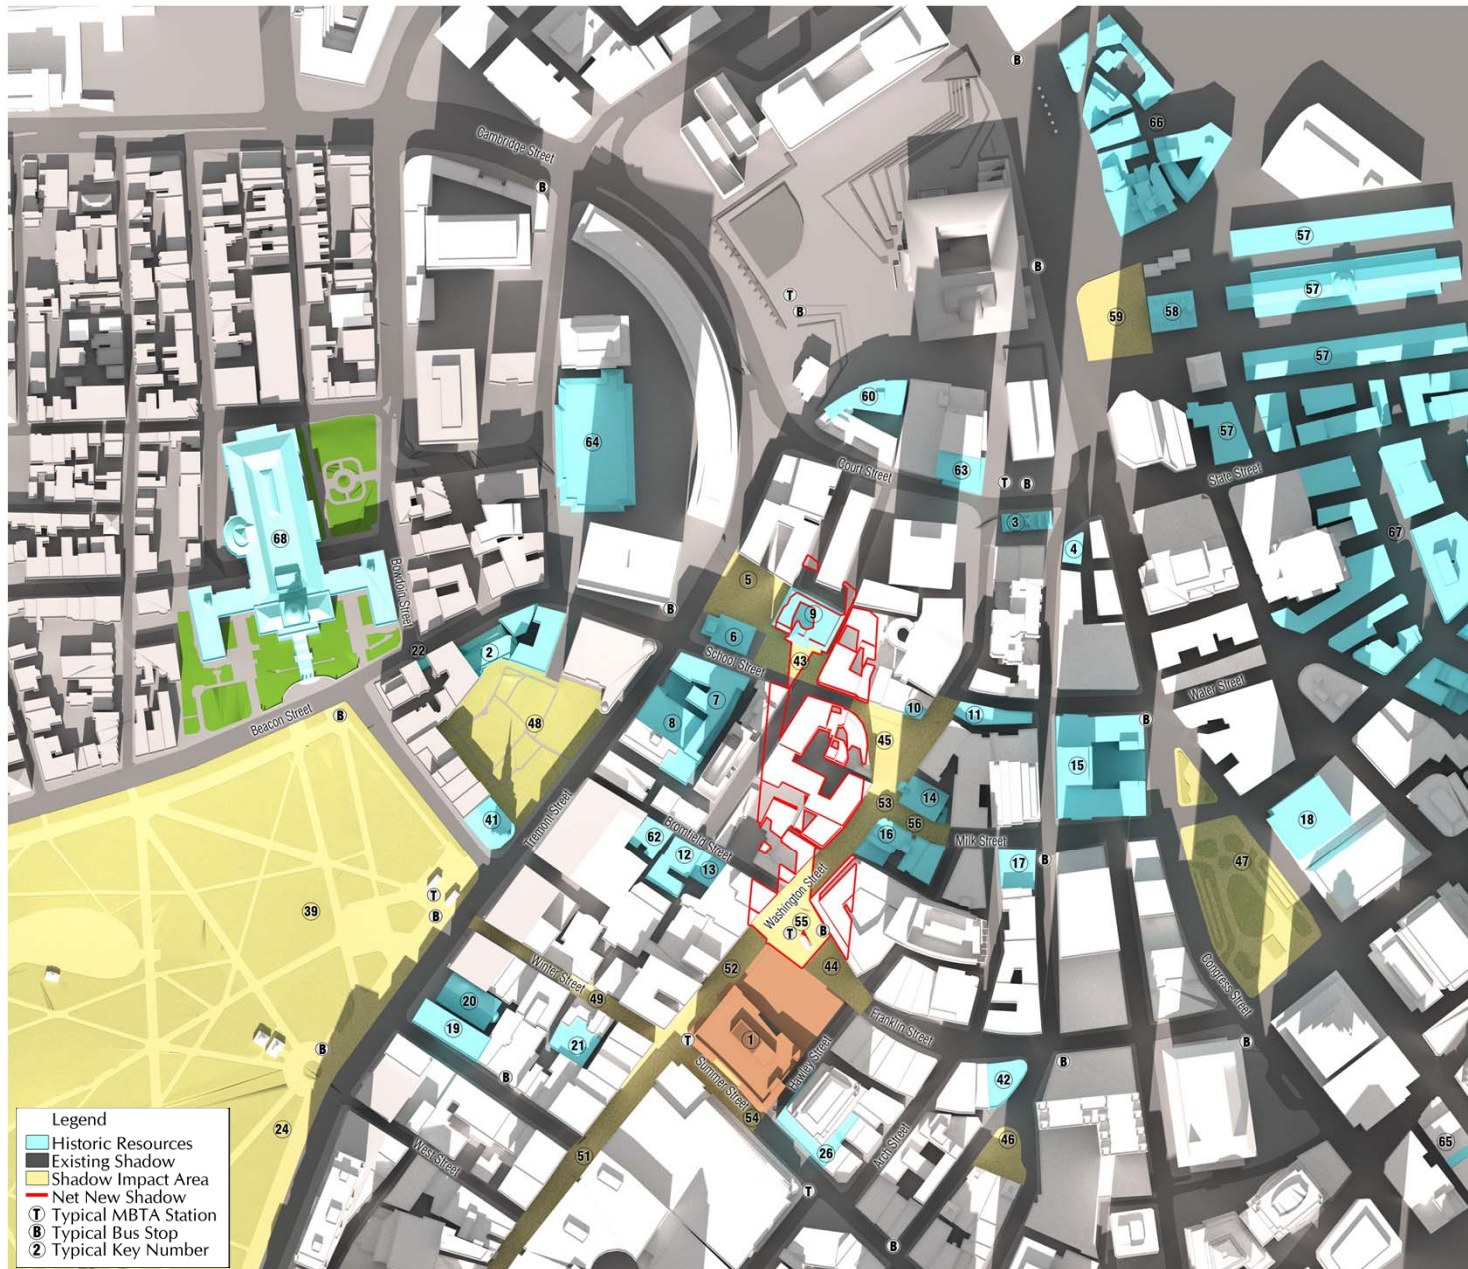 B
Cambridge Street
66
B
57
B
57
T
B
59
58
57
60
64
57
Court Street
63
State Street
T
B
3
68
4
67
Bowdoin Street
5
B
9
6
22
2
School Street
43
Water Street
7
Beacon Street
B
48
8
10
11
B
45
15
53
14
41
Tremont Street
62
Bromfield Street
56
18
16
Milk Street
12
13
17
B
47
Washington Street
T
39
B
55
T
B
52
44
Winter Street
Congress Street
20
49
19
Franklin Street
21
1
T
B
B
Hawley Street
B
B
Summer Street
42
24
54
46
51
Arch Street
65
West Street
26
T
B
Legend
Historic Resources
Existing Shadow
Shadow Impact Area
Net New Shadow
T Typical MBTA Station
B Typical Bus Stop
2 Typical Key Number